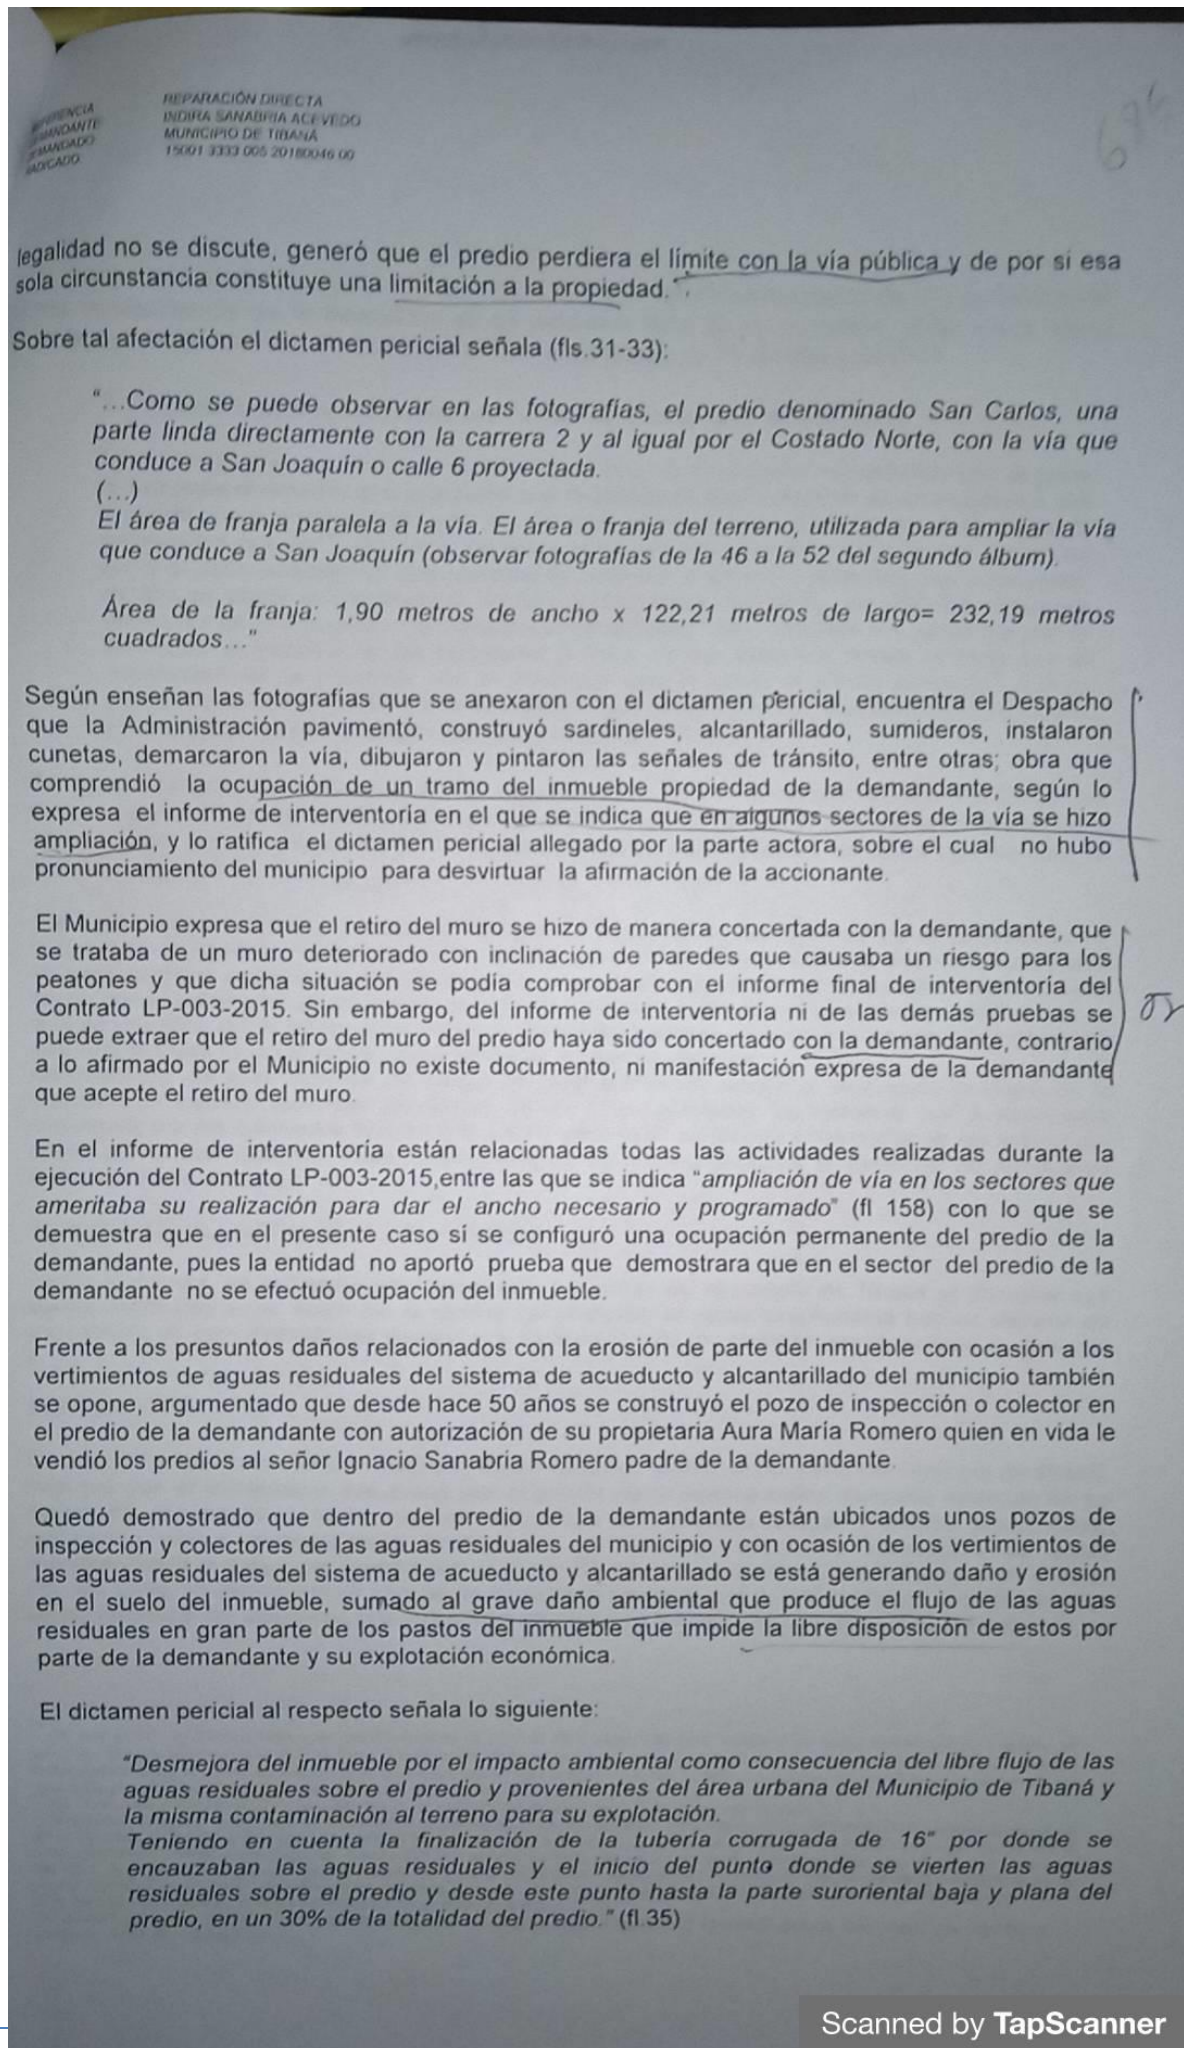 REFERENCIA REPARACIÓN DIRECTA
DEMANDANTE INDIRA SANABRIA ACEVEDO
DEMANDADO MUNICIPIO DE TIBANÁ
RADICADO 15001 3333 005 20180046 00
legalidad no se discute, generó que el predio perdiera el límite con la vía pública y de por sí esa
sola circunstancia constituye una limitación a la propiedad.
Sobre tal afectación el dictamen pericial señala (fls.31-33):
“...Como se puede observar en las fotografías, el predio denominado San Carlos, una
parte linda directamente con la carrera 2 y al igual por el Costado Norte, con la vía que
conduce a San Joaquín o calle 6 proyectada.
(...)
El área de franja paralela a la vía. El área o franja del terreno, utilizada para ampliar la vía
que conduce a San Joaquín (observar fotografías de la 46 a la 52 del segundo álbum).
Área de la franja: 1,90 metros de ancho x 122,21 metros de largo= 232,19 metros
cuadrados...”
Según enseñan las fotografías que se anexaron con el dictamen pericial, encuentra el Despacho
que la Administración pavimentó, construyó sardineles, alcantarillado, sumideros, instalaron
cunetas, demarcaron la vía, dibujaron y pintaron las señales de tránsito, entre otras; obra que
comprendió la ocupación de un tramo del inmueble propiedad de la demandante, según lo
expresa el informe de interventoría en el que se indica que en algunos sectores de la vía se hizo
ampliación, y lo ratifica el dictamen pericial allegado por la parte actora, sobre el cual no hubo
pronunciamiento del municipio para desvirtuar la afirmación de la accionante.
El Municipio expresa que el retiro del muro se hizo de manera concertada con la demandante, que
se trataba de un muro deteriorado con inclinación de paredes que causaba un riesgo para los
peatones y que dicha situación se podía comprobar con el informe final de interventoría del
Contrato LP-003-2015. Sin embargo, del informe de interventoría ni de las demás pruebas se
puede extraer que el retiro del muro del predio haya sido concertado con la demandante, contrario
a lo afirmado por el Municipio no existe documento, ni manifestación expresa de la demandante
que acepte el retiro del muro.
En el informe de interventoría están relacionadas todas las actividades realizadas durante la
ejecución del Contrato LP-003-2015,entre las que se indica “ampliación de vía en los sectores que
ameritaba su realización para dar el ancho necesario y programado” (fl 158) con lo que se
demuestra que en el presente caso sí se configuró una ocupación permanente del predio de la
demandante, pues la entidad no aportó prueba que demostrara que en el sector del predio de la
demandante no se efectuó ocupación del inmueble.
Frente a los presuntos daños relacionados con la erosión de parte del inmueble con ocasión a los
vertimientos de aguas residuales del sistema de acueducto y alcantarillado del municipio también
se opone, argumentado que desde hace 50 años se construyó el pozo de inspección o colector en
el predio de la demandante con autorización de su propietaria Aura María Romero quien en vida le
vendió los predios al señor Ignacio Sanabria Romero padre de la demandante.
Quedó demostrado que dentro del predio de la demandante están ubicados unos pozos de
inspección y colectores de las aguas residuales del municipio y con ocasión de los vertimientos de
las aguas residuales del sistema de acueducto y alcantarillado se está generando daño y erosión
en el suelo del inmueble, sumado al grave daño ambiental que produce el flujo de las aguas
residuales en gran parte de los pastos del inmueble que impide la libre disposición de estos por
parte de la demandante y su explotación económica.
El dictamen pericial al respecto señala lo siguiente:
“Desmejora del inmueble por el impacto ambiental como consecuencia del libre flujo de las
aguas residuales sobre el predio y provenientes del área urbana del Municipio de Tibaná y
la misma contaminación al terreno para su explotación.
Teniendo en cuenta la finalización de la tubería corrugada de 16” por donde se
encauzaban las aguas residuales y el inicio del punto donde se vierten las aguas
residuales sobre el predio y desde este punto hasta la parte suroriental baja y plana del
predio, en un 30% de la totalidad del predio.” (fl.35)
Scanned by TapScanner